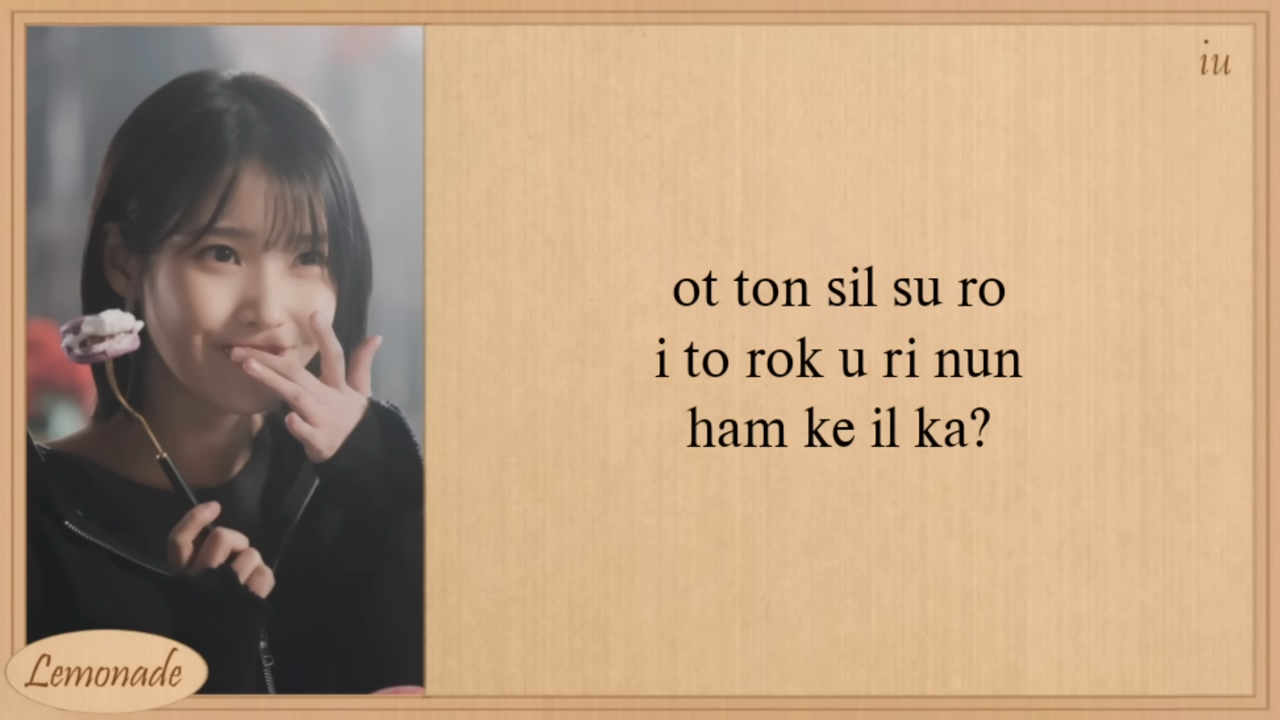 iu
ot ton sil su ro
i to rok u ri nun
ham ke il ka?
Lemonade